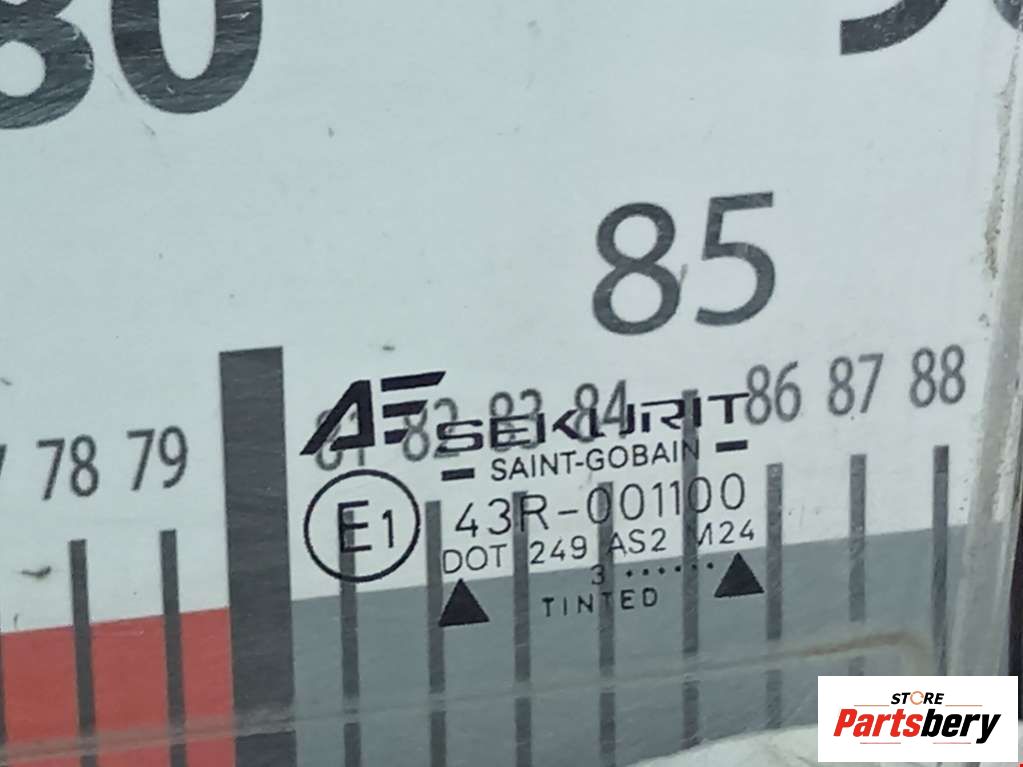 80
85
78 79 81 82 83 84 86 87 88
SEKURIT
SAINT-GOBAIN
E1 43R-001100
DOT 249 AS2 M24
3 ......
TINTED
STORE
Partsbery